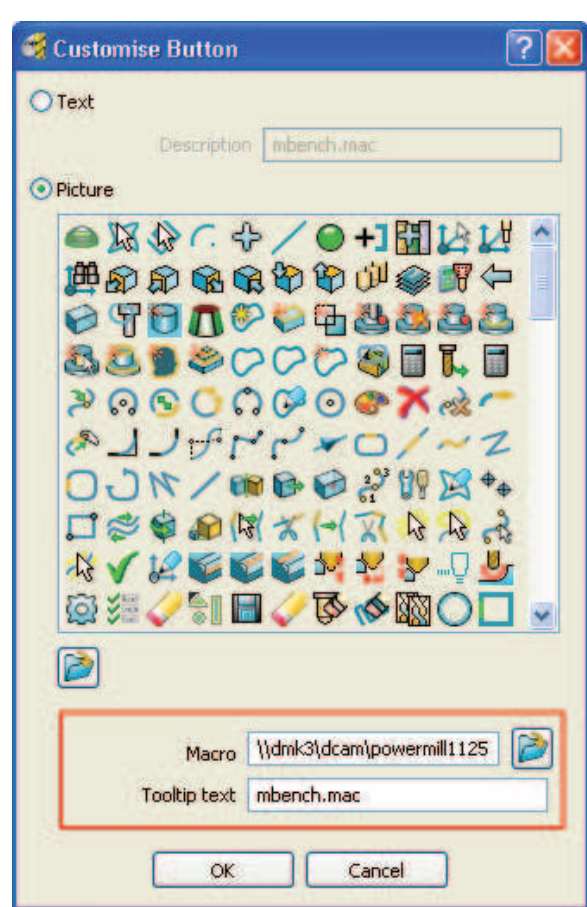 Customise Button
Text
Description mbench.mac
Picture
Macro \\dmk3\dcam\powermill1125
Tooltip text mbench.mac
OK Cancel